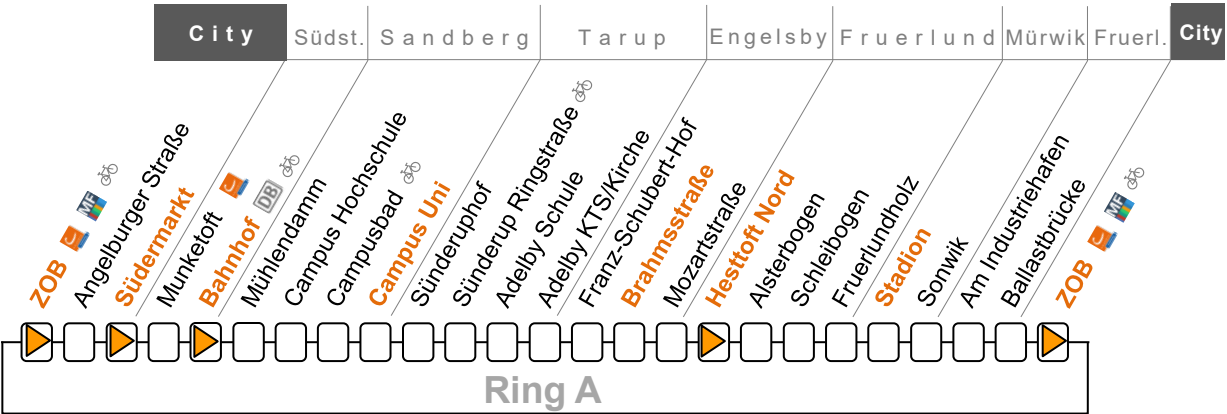 City
Südst.
Sandberg
Tarup
Engelsby
Fruerlund
Mürwik
Fruerl.
City
ZOB MF
Angelburger Straße
Südermarkt
Munketoft
Bahnhof DB
Mühlendamm
Campus Hochschule
Campusbad
Campus Uni
Sünderuphof
Sünderup Ringstraße
Adelby Schule
Adelby KTS/Kirche
Franz-Schubert-Hof
Brahmsstraße
Mozartstraße
Hesttoft Nord
Alsterbogen
Schleibogen
Fruerlundholz
Stadion
Sonwik
Am Industriehafen
Ballastbrücke
ZOB MF
Ring A